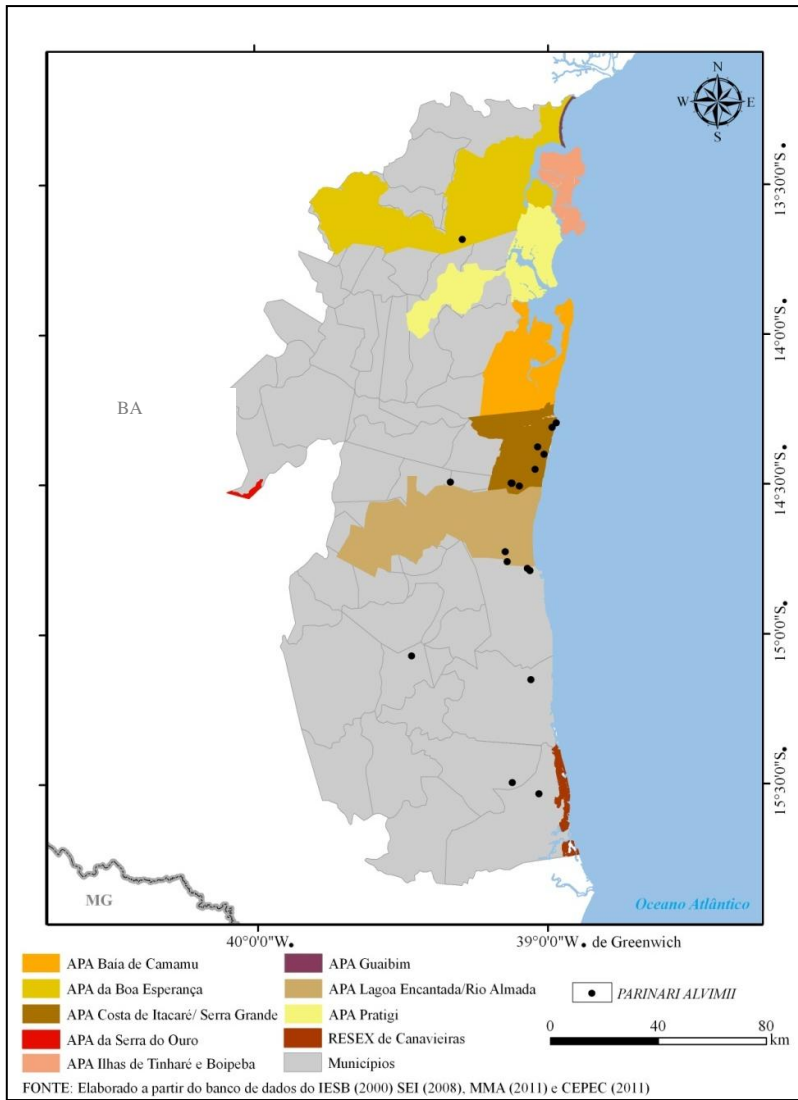 N
W E
S
13°30'0"S.
14°0'0"S.
14°30'0"S.
15°0'0"S.
15°30'0"S.
BA
MG
Oceano Atlântico
40°0'0"W. 39°0'0"W. de Greenwich
APA Baía de Camamu
APA da Boa Esperança
APA Costa de Itacaré/ Serra Grande
APA da Serra do Ouro
APA Ilhas de Tinharé e Boipeba
APA Guaibim
APA Lagoa Encantada/Rio Almada
APA Pratigi
RESEX de Canavieiras
Municípios
PARINARI ALVIMII
0 40 80
km
FONTE: Elaborado a partir do banco de dados do IESB (2000) SEI (2008), MMA (2011) e CEPEC (2011)